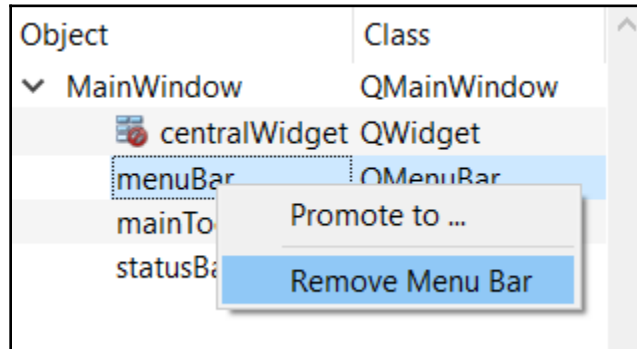 Object Class
MainWindow QMainWindow
centralWidget QWidget
menuBar QMenuBar
Promote to ...
Remove Menu Bar